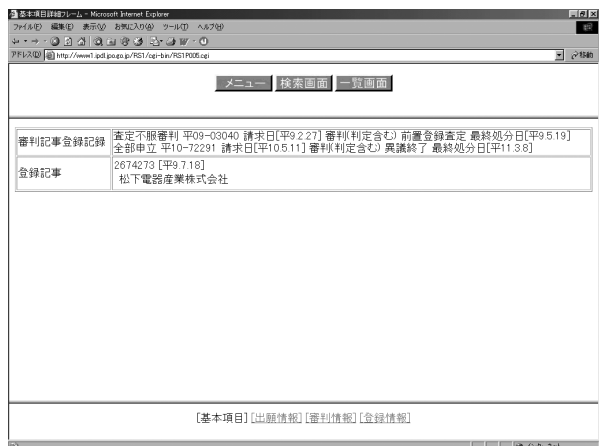 基本項目詳細フレーム - Microsoft Internet Explorer
ファイル(F) 編集(E) 表示(V) お気に入り(A) ツール(T) ヘルプ(H)
アドレス(D) http://www1.ipdl.jpo.go.jp/RS1/cgi-bin/RS1P005.cgi 移動
メニュー 検索画面 一覧画面
審判記事登録記録 査定不服審判 平09-03040 請求日[平9.2.27] 審判(判定含む) 前置登録査定 最終処分日[平9.5.19]
全部申立 平10-72291 請求日[平10.5.11] 審判(判定含む) 異議終了 最終処分日[平11.3.8]
登録記事 2674273 [平9.7.18]
松下電器産業株式会社
[基本項目] [出願情報] [審判情報] [登録情報]